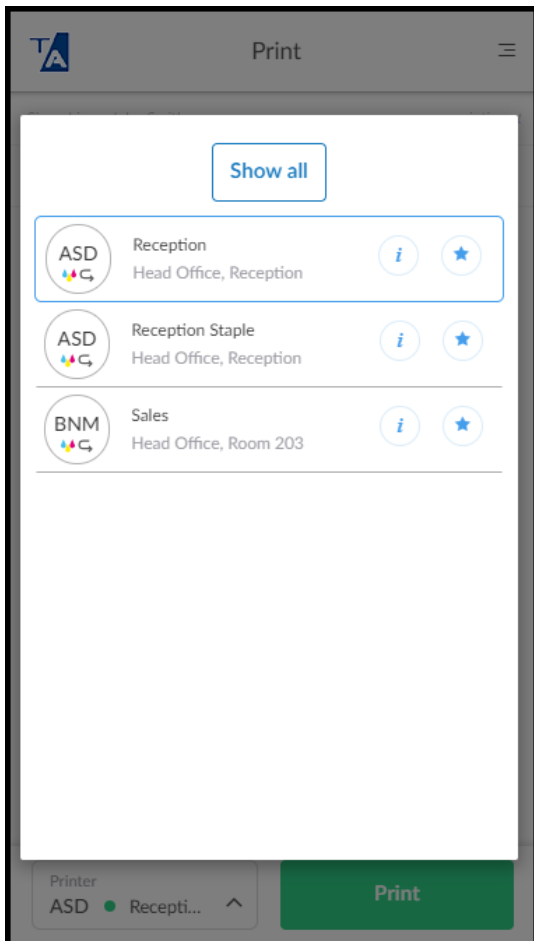 TA
Print
Show all
ASD
Reception
Head Office, Reception
i
ASD
Reception Staple
Head Office, Reception
i
BNM
Sales
Head Office, Room 203
i
Printer
ASD Recepti...
Print